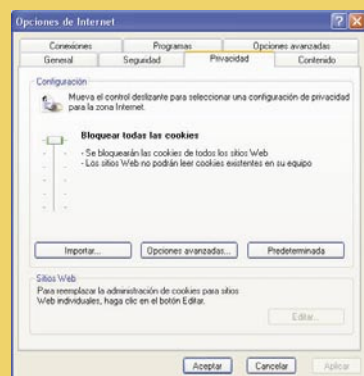 Opciones de Internet
Conexiones Programas Opciones avanzadas
General Seguridad Privacidad Contenido
Configuración
Mueva el control deslizante para seleccionar una configuración de privacidad
para la zona Internet.
Bloquear todas las cookies
- Se bloquearán las cookies de todos los sitios Web
- Los sitios Web no podrán leer cookies existentes en su equipo
Importar... Opciones avanzadas... Predeterminada
Sitios Web
Para reemplazar la administración de cookies para sitios
Web individuales, haga clic en el botón Editar.
Editar...
Aceptar Cancelar Aplicar